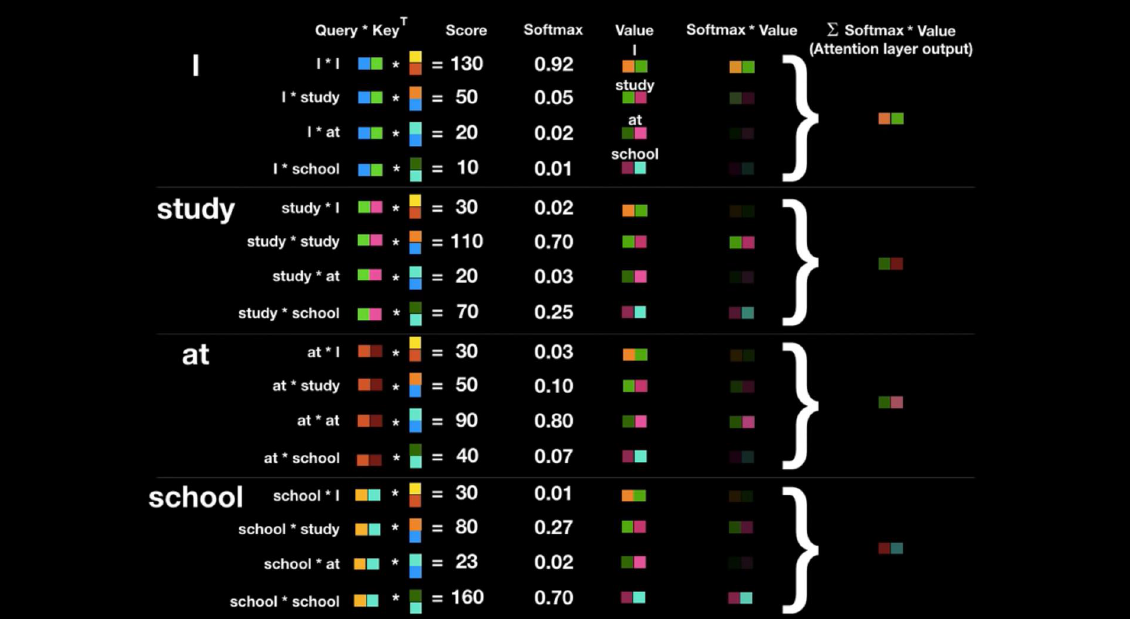 Query * Key^T Score Softmax Value Softmax * Value Σ Softmax * Value
(Attention layer output)
I I * I * = 130 0.92 I
I * study * = 50 0.05 study
I * at * = 20 0.02 at
I * school * = 10 0.01 school
study study * I * = 30 0.02
study * study * = 110 0.70
study * at * = 20 0.03
study * school * = 70 0.25
at at * I * = 30 0.03
at * study * = 50 0.10
at * at * = 90 0.80
at * school * = 40 0.07
school school * I * = 30 0.01
school * study * = 80 0.27
school * at * = 23 0.02
school * school * = 160 0.70